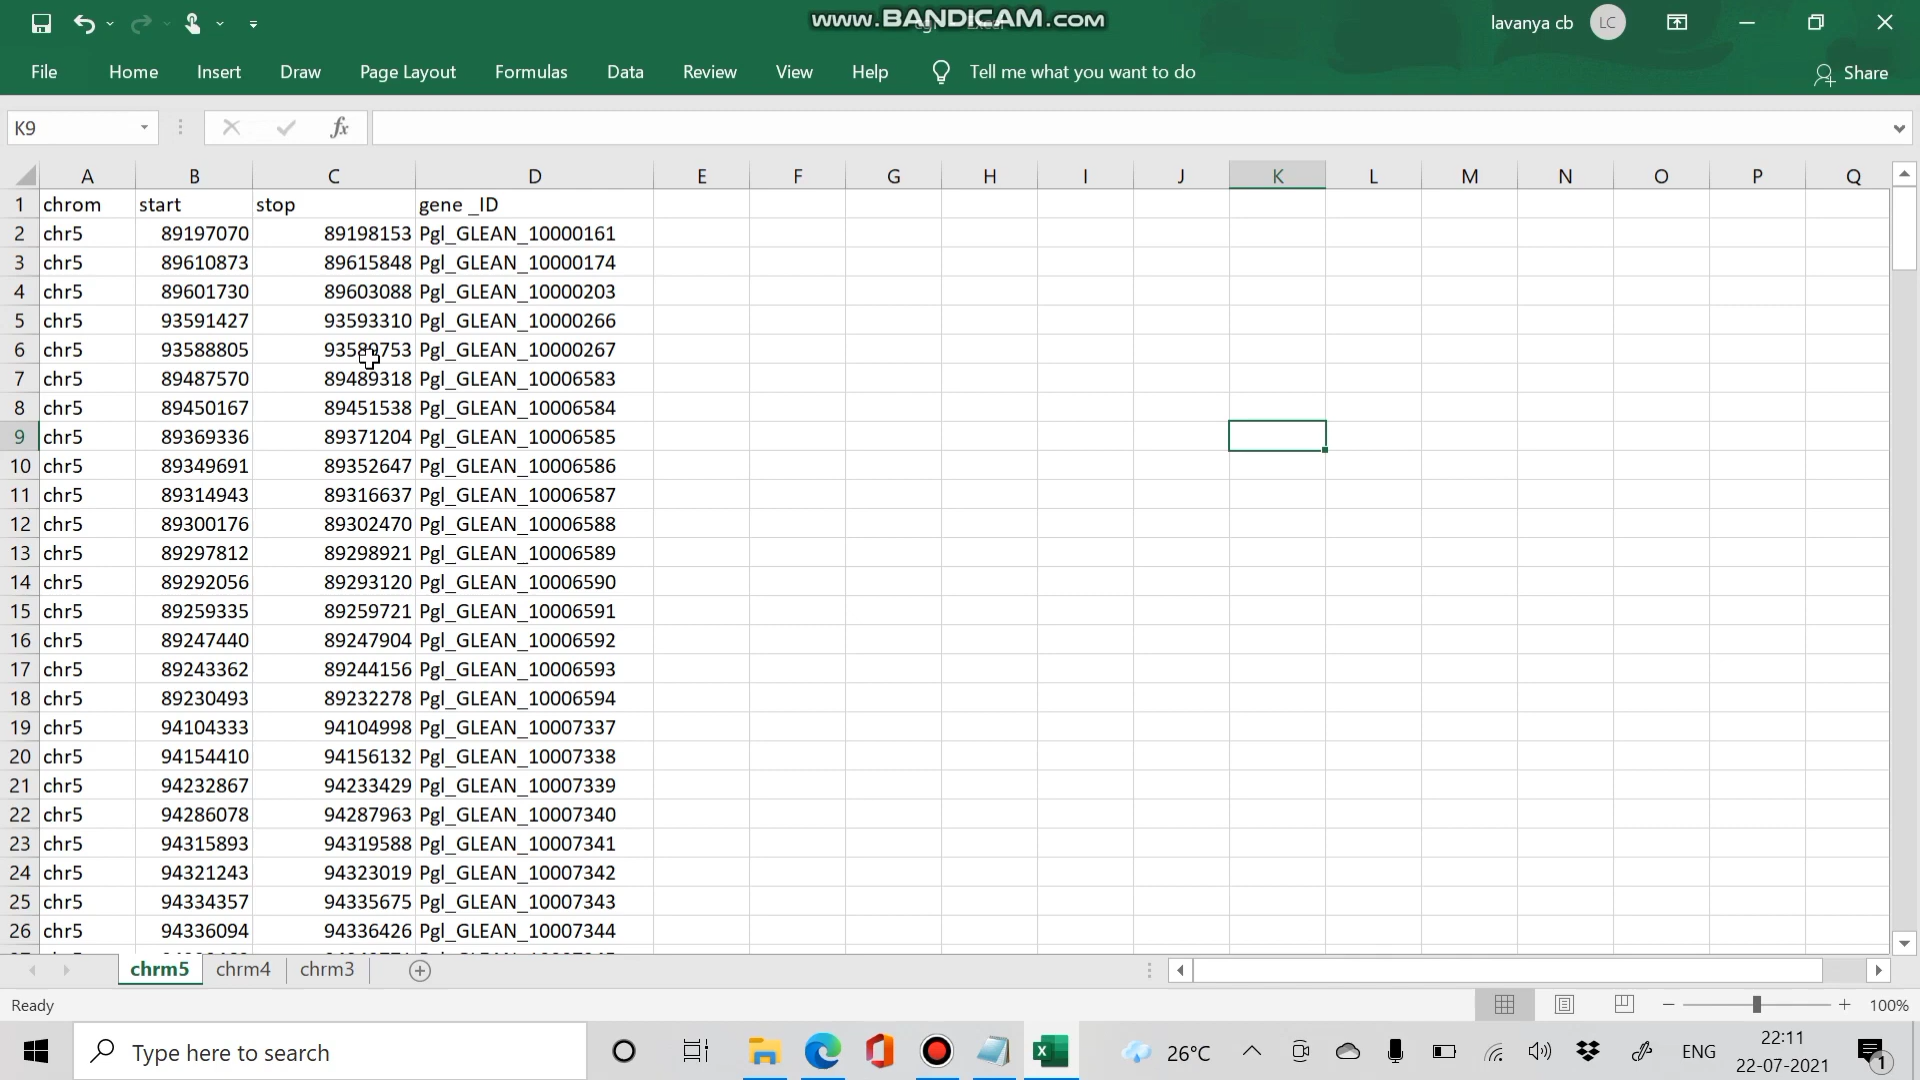 www.BANDICAM.com
lavanya cb LC
File Home Insert Draw Page Layout Formulas Data Review View Help Tell me what you want to do Share
K9 fx
A B C D E F G H I J K L M N O P Q
1 chrom start stop gene _ID
2 chr5 89197070 89198153 Pgl_GLEAN_10000161
3 chr5 89610873 89615848 Pgl_GLEAN_10000174
4 chr5 89601730 89603088 Pgl_GLEAN_10000203
5 chr5 93591427 93593310 Pgl_GLEAN_10000266
6 chr5 93588805 93589753 Pgl_GLEAN_10000267
7 chr5 89487570 89489318 Pgl_GLEAN_10006583
8 chr5 89450167 89451538 Pgl_GLEAN_10006584
9 chr5 89369336 89371204 Pgl_GLEAN_10006585
10 chr5 89349691 89352647 Pgl_GLEAN_10006586
11 chr5 89314943 89316637 Pgl_GLEAN_10006587
12 chr5 89300176 89302470 Pgl_GLEAN_10006588
13 chr5 89297812 89298921 Pgl_GLEAN_10006589
14 chr5 89292056 89293120 Pgl_GLEAN_10006590
15 chr5 89259335 89259721 Pgl_GLEAN_10006591
16 chr5 89247440 89247904 Pgl_GLEAN_10006592
17 chr5 89243362 89244156 Pgl_GLEAN_10006593
18 chr5 89230493 89232278 Pgl_GLEAN_10006594
19 chr5 94104333 94104998 Pgl_GLEAN_10007337
20 chr5 94154410 94156132 Pgl_GLEAN_10007338
21 chr5 94232867 94233429 Pgl_GLEAN_10007339
22 chr5 94286078 94287963 Pgl_GLEAN_10007340
23 chr5 94315893 94319588 Pgl_GLEAN_10007341
24 chr5 94321243 94323019 Pgl_GLEAN_10007342
25 chr5 94334357 94335675 Pgl_GLEAN_10007343
26 chr5 94336094 94336426 Pgl_GLEAN_10007344
chrm5 chrm4 chrm3
Ready 100%
Type here to search 26°C ENG 22:11
22-07-2021 1